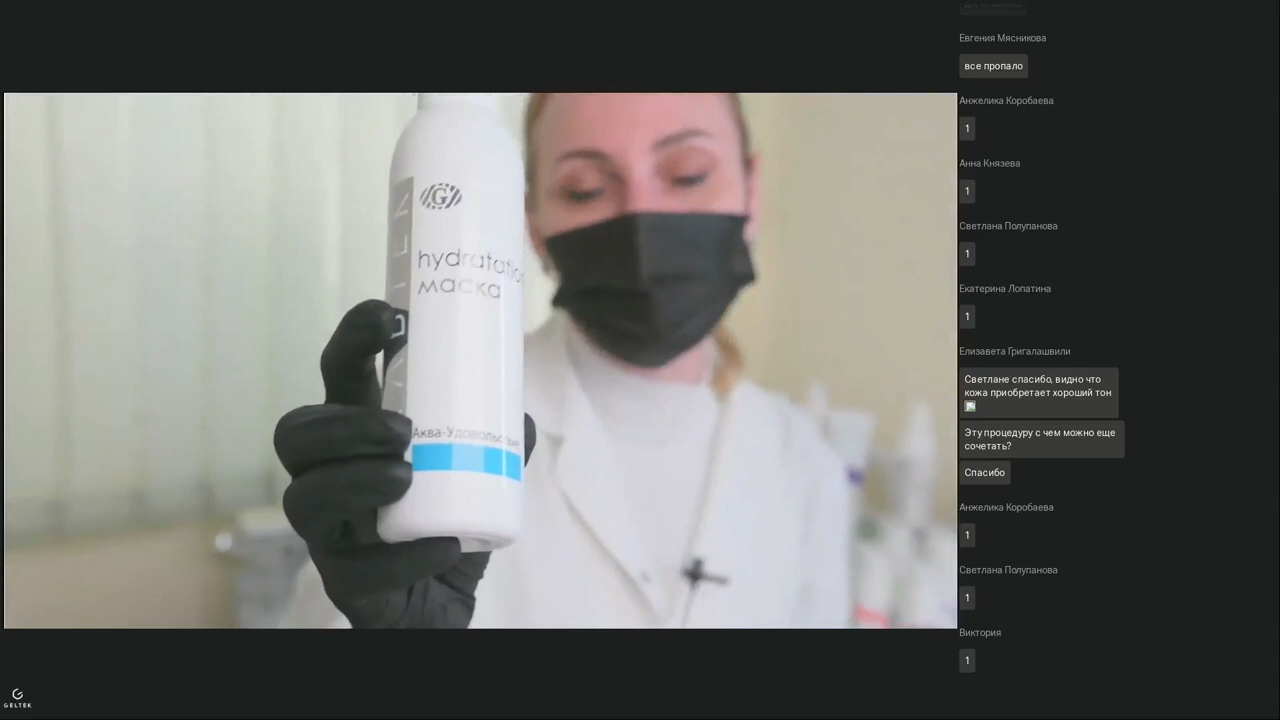 G
hydratation
маска
Аква-Удовольствие
GELTEK
Евгения Мясникова
все пропало
Анжелика Коробаева
1
Анна Князева
1
Светлана Полупанова
1
Екатерина Лопатина
1
Елизавета Григалашвили
Светлане спасибо, видно что
кожа приобретает хороший тон
Эту процедуру с чем можно еще
сочетать?
Спасибо
Анжелика Коробаева
1
Светлана Полупанова
1
Виктория
1